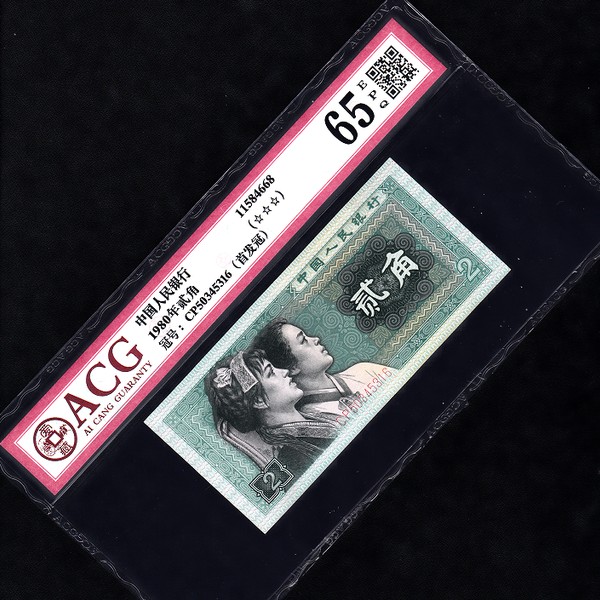 ACG
AI CANG GUARANTY
中国人民银行
1980年贰角
冠号：CP50345316（首发冠）
11584668
(☆☆☆)
65
EPQ
中国人民银行
贰角
2
CP50345316
2